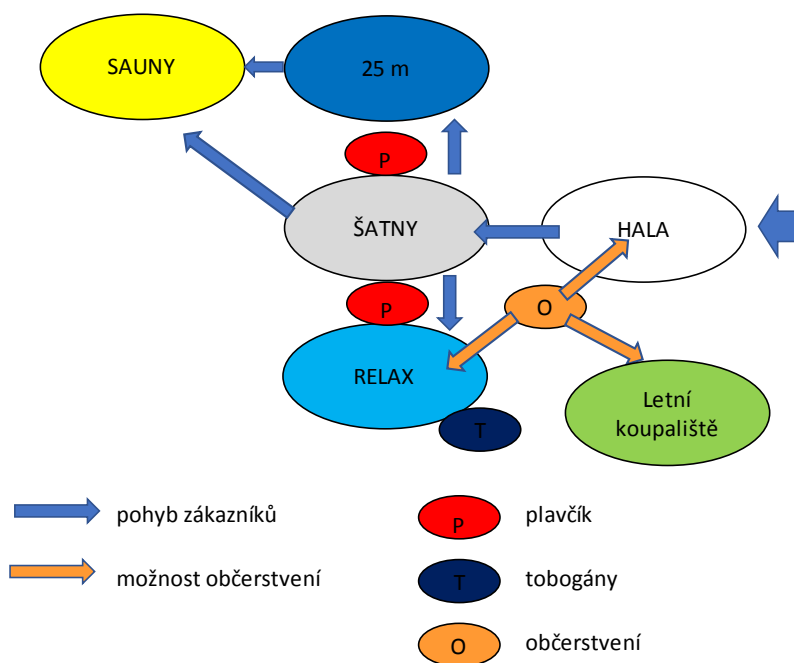 SAUNY
25 m
P
ŠATNY
HALA
P
O
RELAX
Letní
koupaliště
T
pohyb zákazníků
P
plavčík
možnost občerstvení
T
tobogány
O
občerstvení